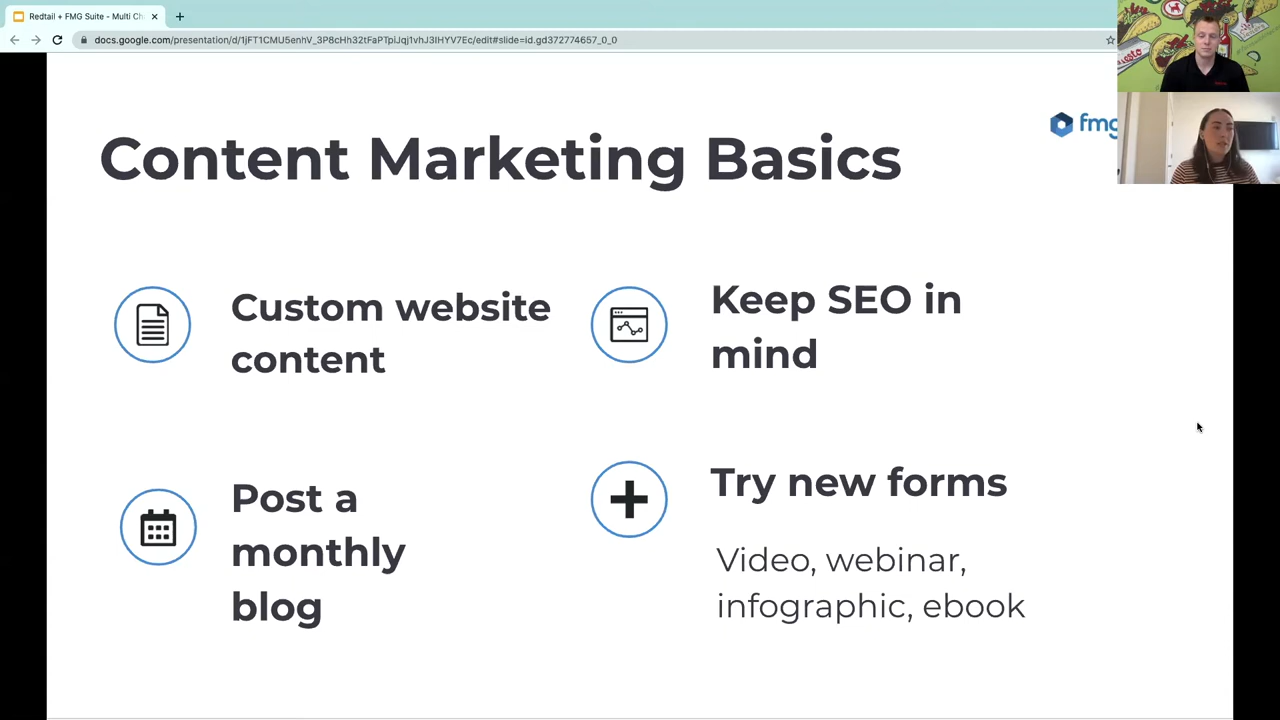 Redtail + FMG Suite - Multi Ch
docs.google.com/presentation/d/1jFT1CMU5enhV_3P8cHh32tFaPTpiJqj1vhJ3IHYV7Ec/edit#slide=id.gd372774657_0_0
fmg
Content Marketing Basics
Custom website
content
Keep SEO in
mind
Post a
monthly
blog
Try new forms
Video, webinar,
infographic, ebook